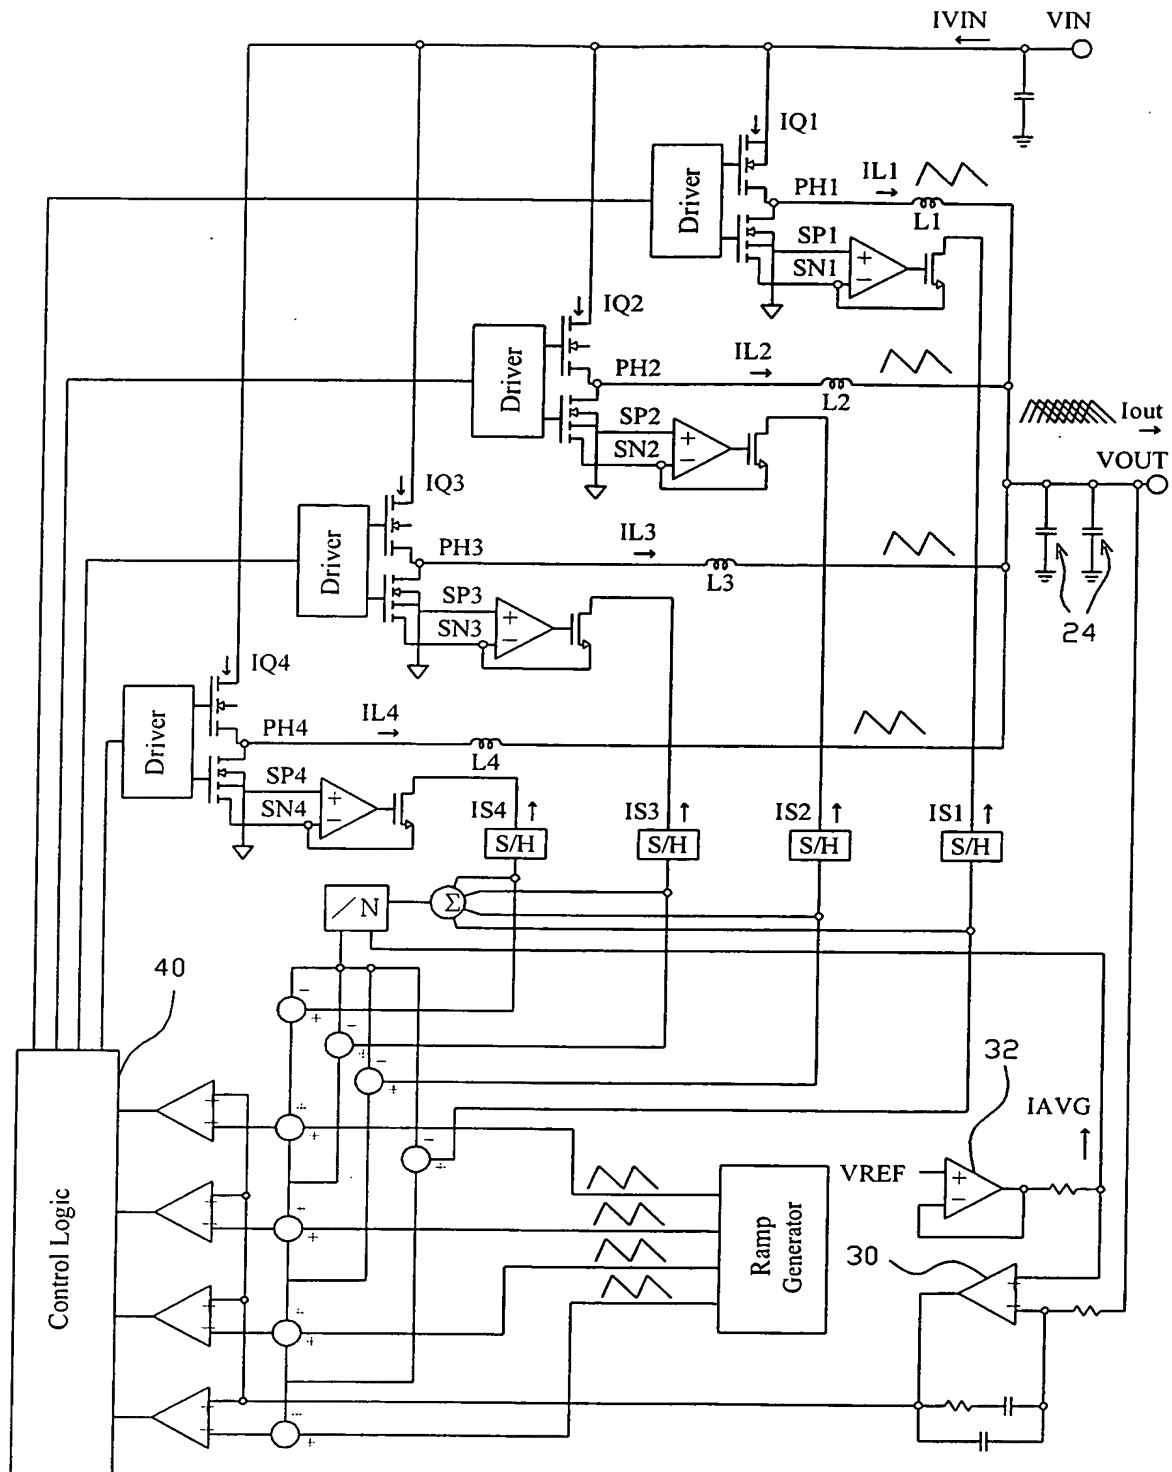 IVIN VIN
IQ1
Driver
PH1
IL1
L1
SP1
SN1
+
−
IQ2
Driver
PH2
IL2
L2
SP2
SN2
+
−
Iout
VOUT
24
IQ3
Driver
PH3
IL3
L3
SP3
SN3
+
−
IQ4
Driver
PH4
IL4
L4
SP4
SN4
+
−
IS4 IS3 IS2 IS1
S/H S/H S/H S/H
/N Σ
40
−
+
−
+
−
+
−
+
32
IAVG
VREF
+
−
30
Control Logic
Ramp Generator